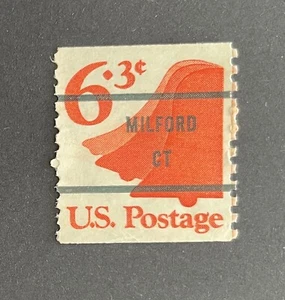 6.3¢
MILFORD
CT
U.S. Postage